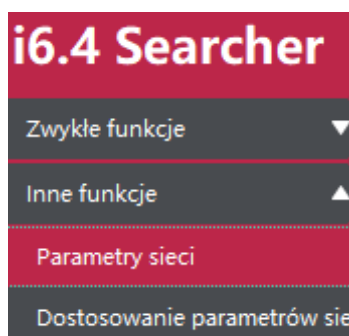 i6.4 Searcher
Zwykłe funkcje
Inne funkcje
Parametry sieci
Dostosowanie parametrów sie